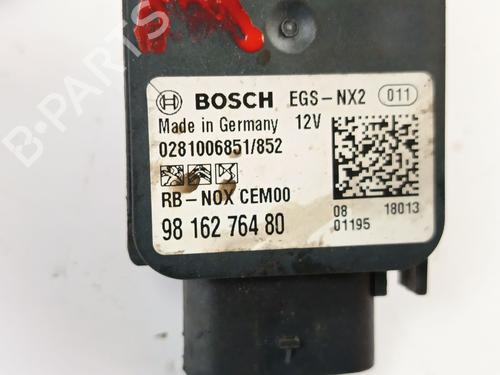 BOSCH EGS-NX2 011
Made in Germany 12V
0281006851/852
RB-NOX CEM00
98 162 764 80
08 18013
01195
B-PARTS